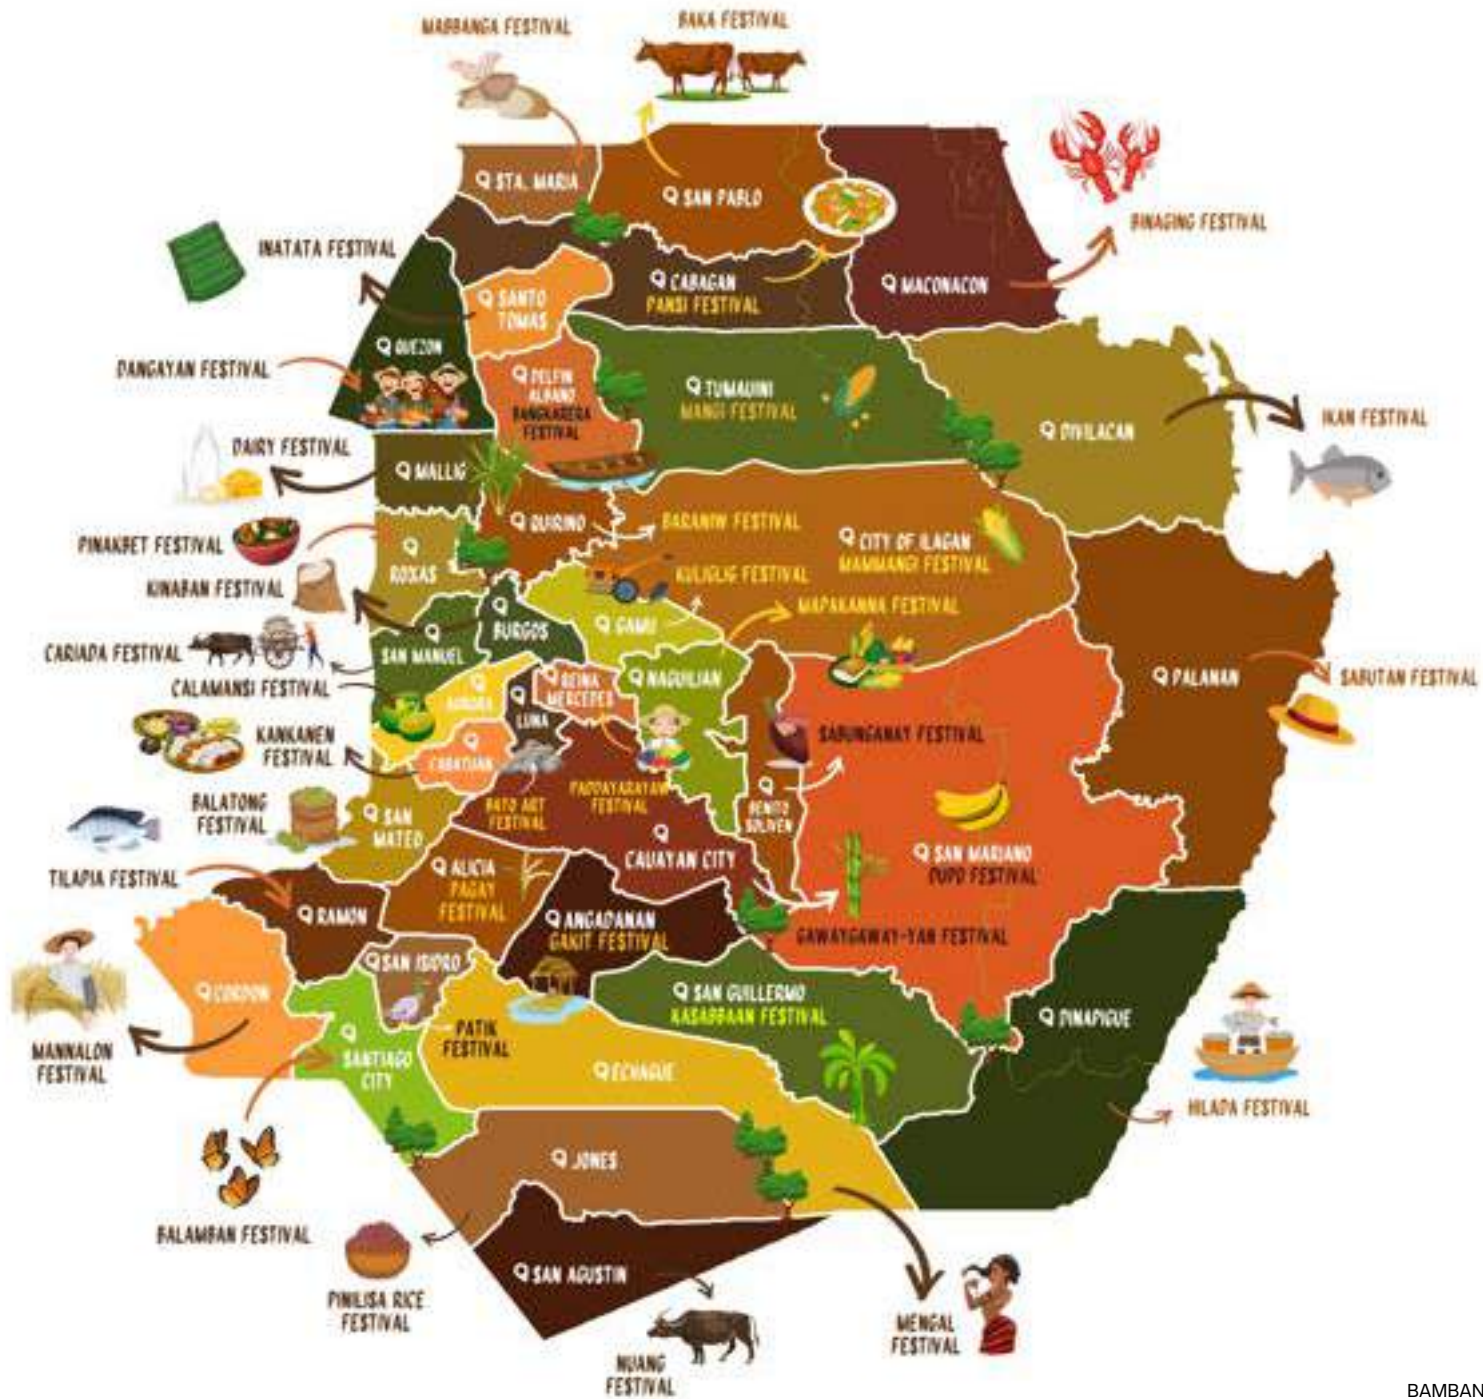 MABBANGA FESTIVAL
BAKA FESTIVAL
STA. MARIA
SAN PABLO
BINAGING FESTIVAL
INATATA FESTIVAL
CABAGAN
PANSI FESTIVAL
MACONACON
SANTO
TOMAS
QUEZON
DANGAYAN FESTIVAL
DELFIN
ALBANO
BANGKARERA
FESTIVAL
TUMAUINI
MANGI FESTIVAL
DIVILACAN
IKAN FESTIVAL
DAIRY FESTIVAL
MALLIG
QUIRINO
BARANIW FESTIVAL
CITY OF ILAGAN
MAMMANGI FESTIVAL
PINAKBET FESTIVAL
ROXAS
KINABAN FESTIVAL
KULIGLIG FESTIVAL
MAPAKANNA FESTIVAL
BURGOS
GAMU
CARIADA FESTIVAL
SAN MANUEL
CALAMANSI FESTIVAL
AURORA
LUNA
REINA
MERCEDES
NAGUILIAN
PALANAN
SABUTAN FESTIVAL
KANKANEN
FESTIVAL
CABATUAN
SABUNGANAY FESTIVAL
BALATONG
FESTIVAL
SAN
MATEO
BATO ART
FESTIVAL
PADDAYARAYAW
FESTIVAL
BENITO
SOLIVEN
CAUAYAN CITY
SAN MARIANO
DUPO FESTIVAL
TILAPIA FESTIVAL
RAMON
ALICIA
PAGAY
FESTIVAL
ANGADANAN
GAKIT FESTIVAL
GAWAYGAWAY-YAN FESTIVAL
SAN ISIDRO
CORDON
SAN GUILLERMO
KASABBAAN FESTIVAL
DINAPIGUE
MANNALON
FESTIVAL
SANTIAGO
CITY
PATIK
FESTIVAL
ECHAGUE
HILADA FESTIVAL
BALAMBAN FESTIVAL
JONES
PINILISA RICE
FESTIVAL
SAN AGUSTIN
MENGAL
FESTIVAL
NUANG
FESTIVAL
BAMBAN